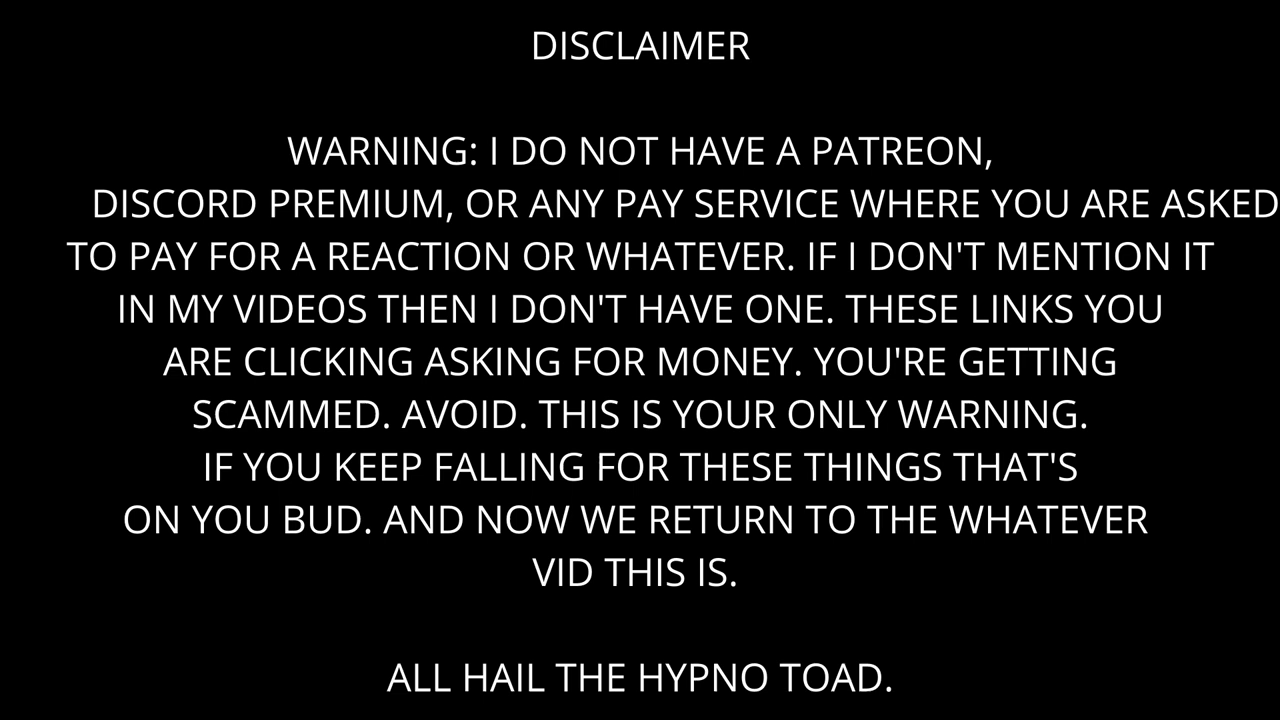 DISCLAIMER
WARNING: I DO NOT HAVE A PATREON,
DISCORD PREMIUM, OR ANY PAY SERVICE WHERE YOU ARE ASKED
TO PAY FOR A REACTION OR WHATEVER. IF I DON'T MENTION IT
IN MY VIDEOS THEN I DON'T HAVE ONE. THESE LINKS YOU
ARE CLICKING ASKING FOR MONEY. YOU'RE GETTING
SCAMMED. AVOID. THIS IS YOUR ONLY WARNING.
IF YOU KEEP FALLING FOR THESE THINGS THAT'S
ON YOU BUD. AND NOW WE RETURN TO THE WHATEVER
VID THIS IS.
ALL HAIL THE HYPNO TOAD.